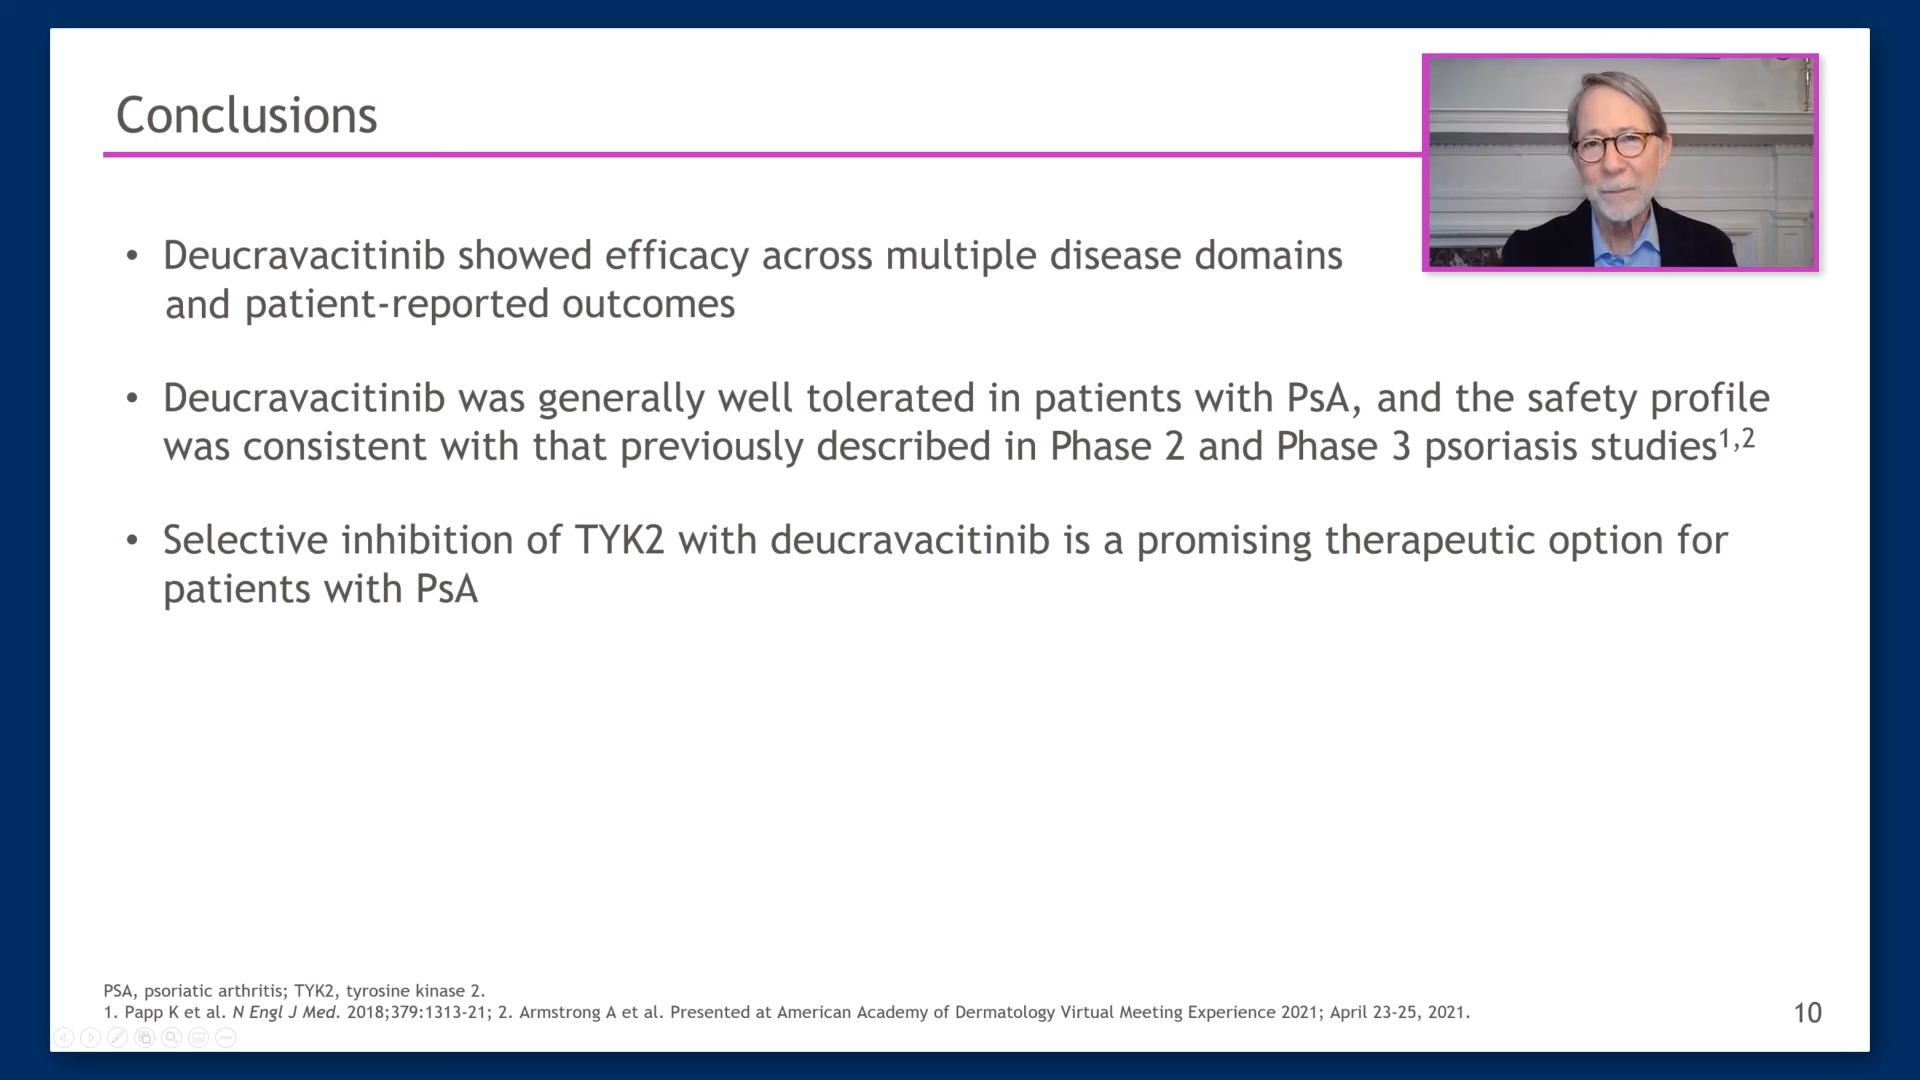 Conclusions
• Deucravacitinib showed efficacy across multiple disease domains
and patient-reported outcomes
• Deucravacitinib was generally well tolerated in patients with PsA, and the safety profile
was consistent with that previously described in Phase 2 and Phase 3 psoriasis studies1,2
• Selective inhibition of TYK2 with deucravacitinib is a promising therapeutic option for
patients with PsA
PSA, psoriatic arthritis; TYK2, tyrosine kinase 2.
1. Papp K et al. N Engl J Med. 2018;379:1313-21; 2. Armstrong A et al. Presented at American Academy of Dermatology Virtual Meeting Experience 2021; April 23-25, 2021.
10